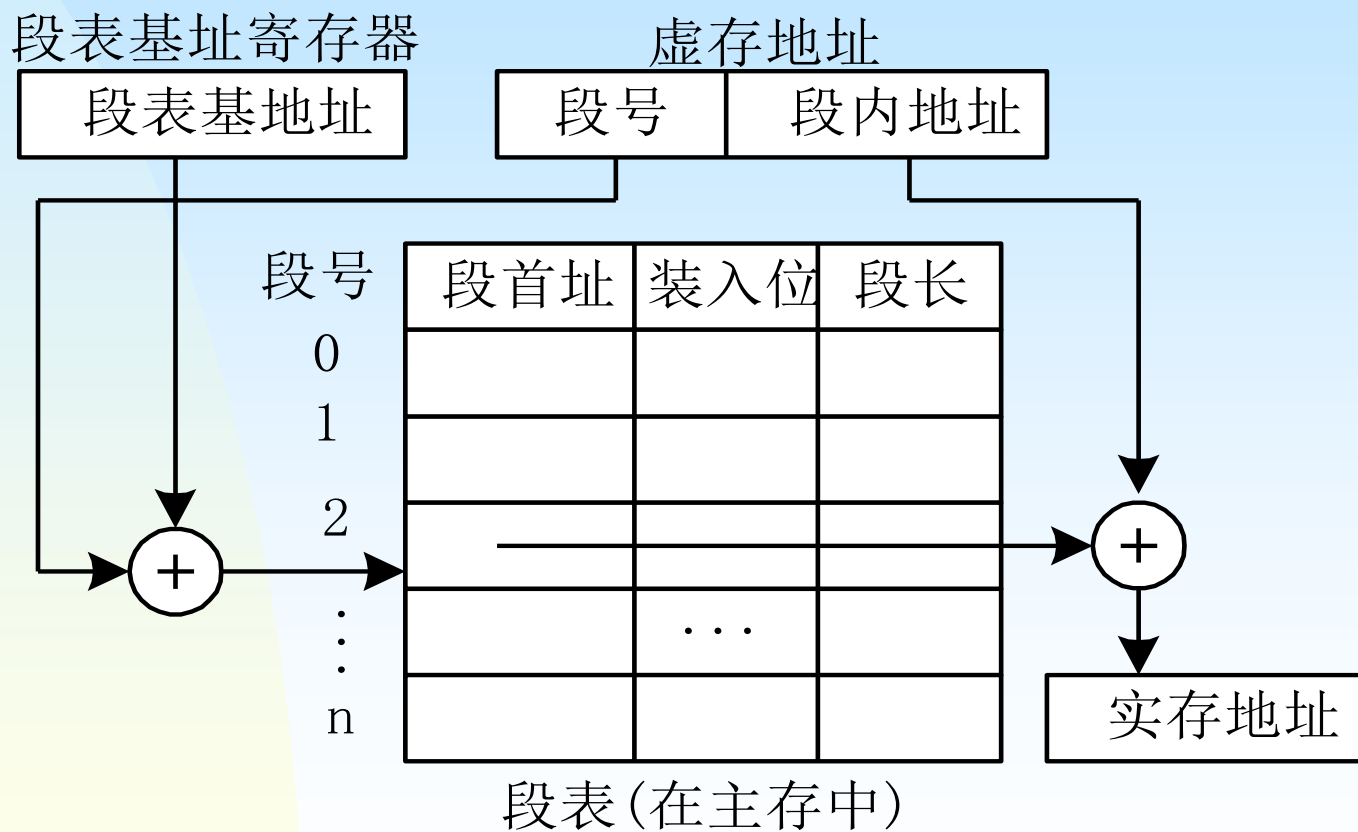 段表基址寄存器
虚存地址
段表基地址
段号 段内地址
段号 段首址 装入位 段长
0
1
2
⋮
...
n
实存地址
段表(在主存中)